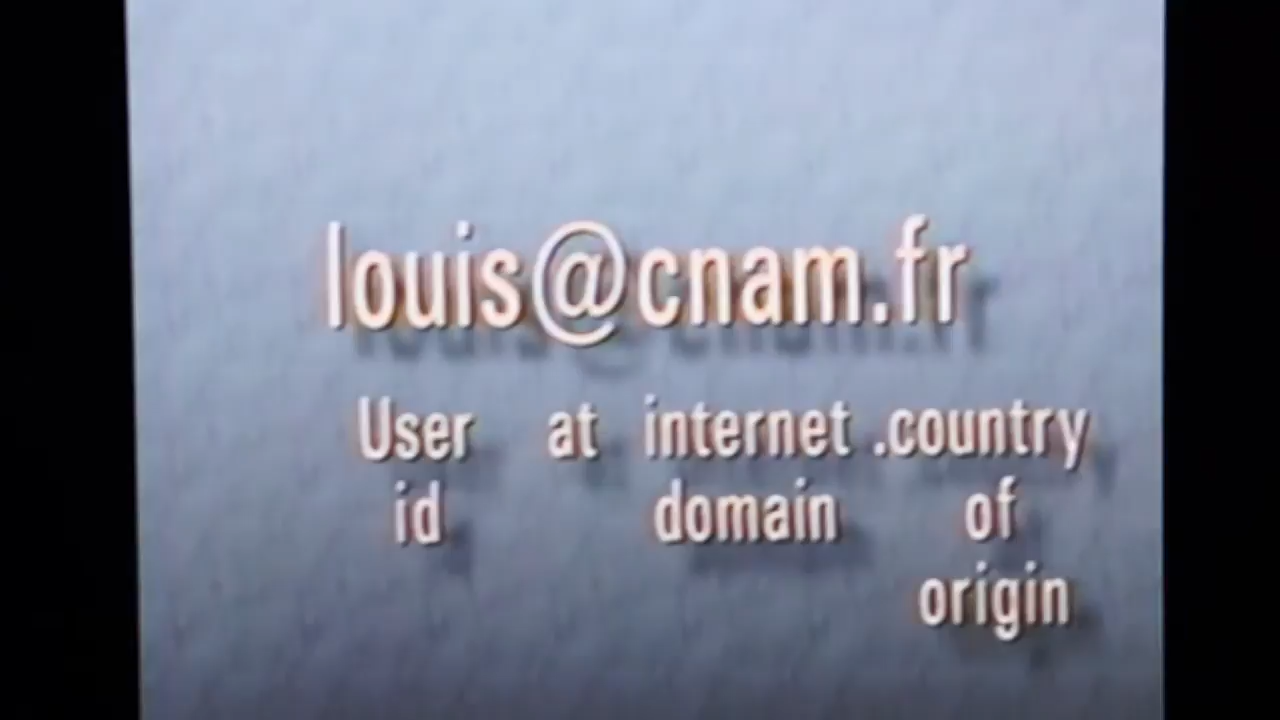 louis@cnam.fr
User at internet .country
id domain of
origin